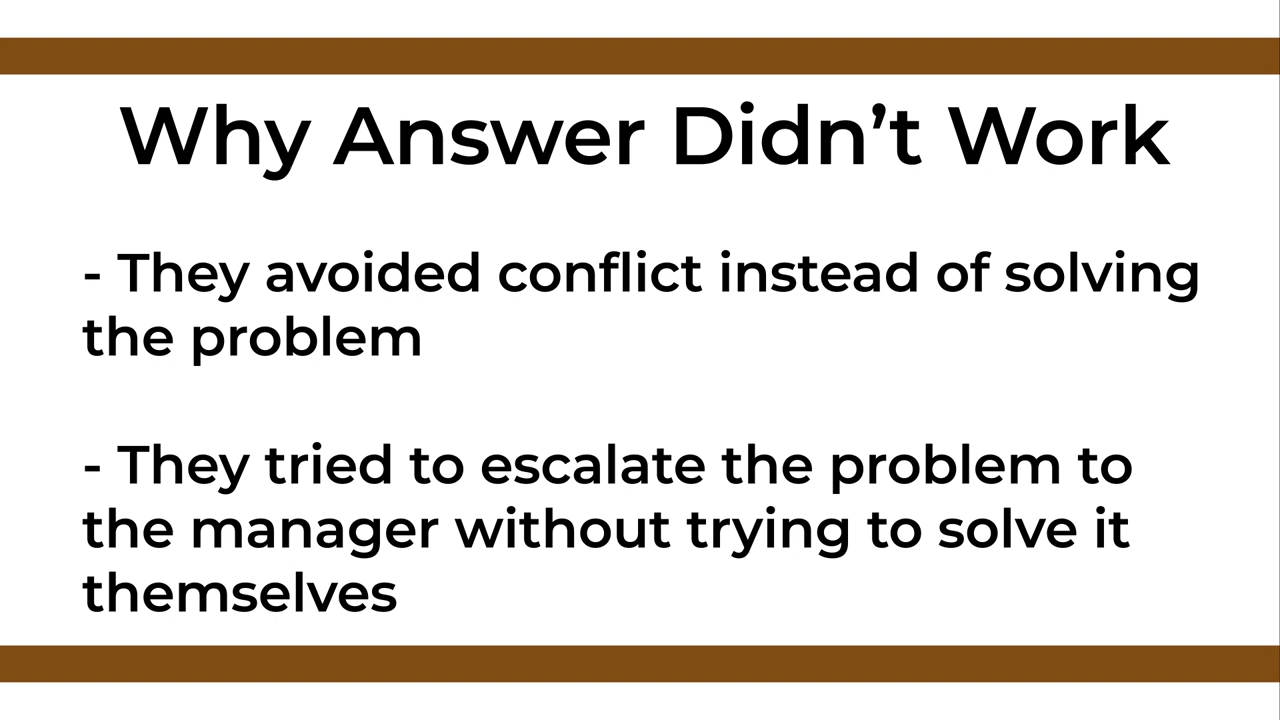 Why Answer Didn’t Work
- They avoided conflict instead of solving
the problem
- They tried to escalate the problem to
the manager without trying to solve it
themselves